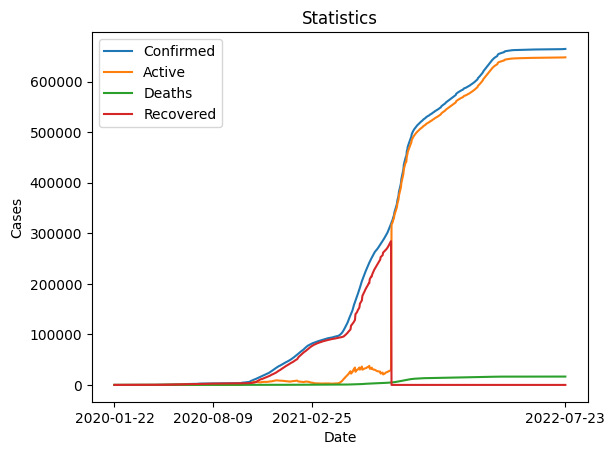 Statistics
Confirmed
Active
Deaths
Recovered
600000
500000
400000
300000
200000
100000
0
Cases
2020-01-22 2020-08-09 2021-02-25 2022-07-23
Date